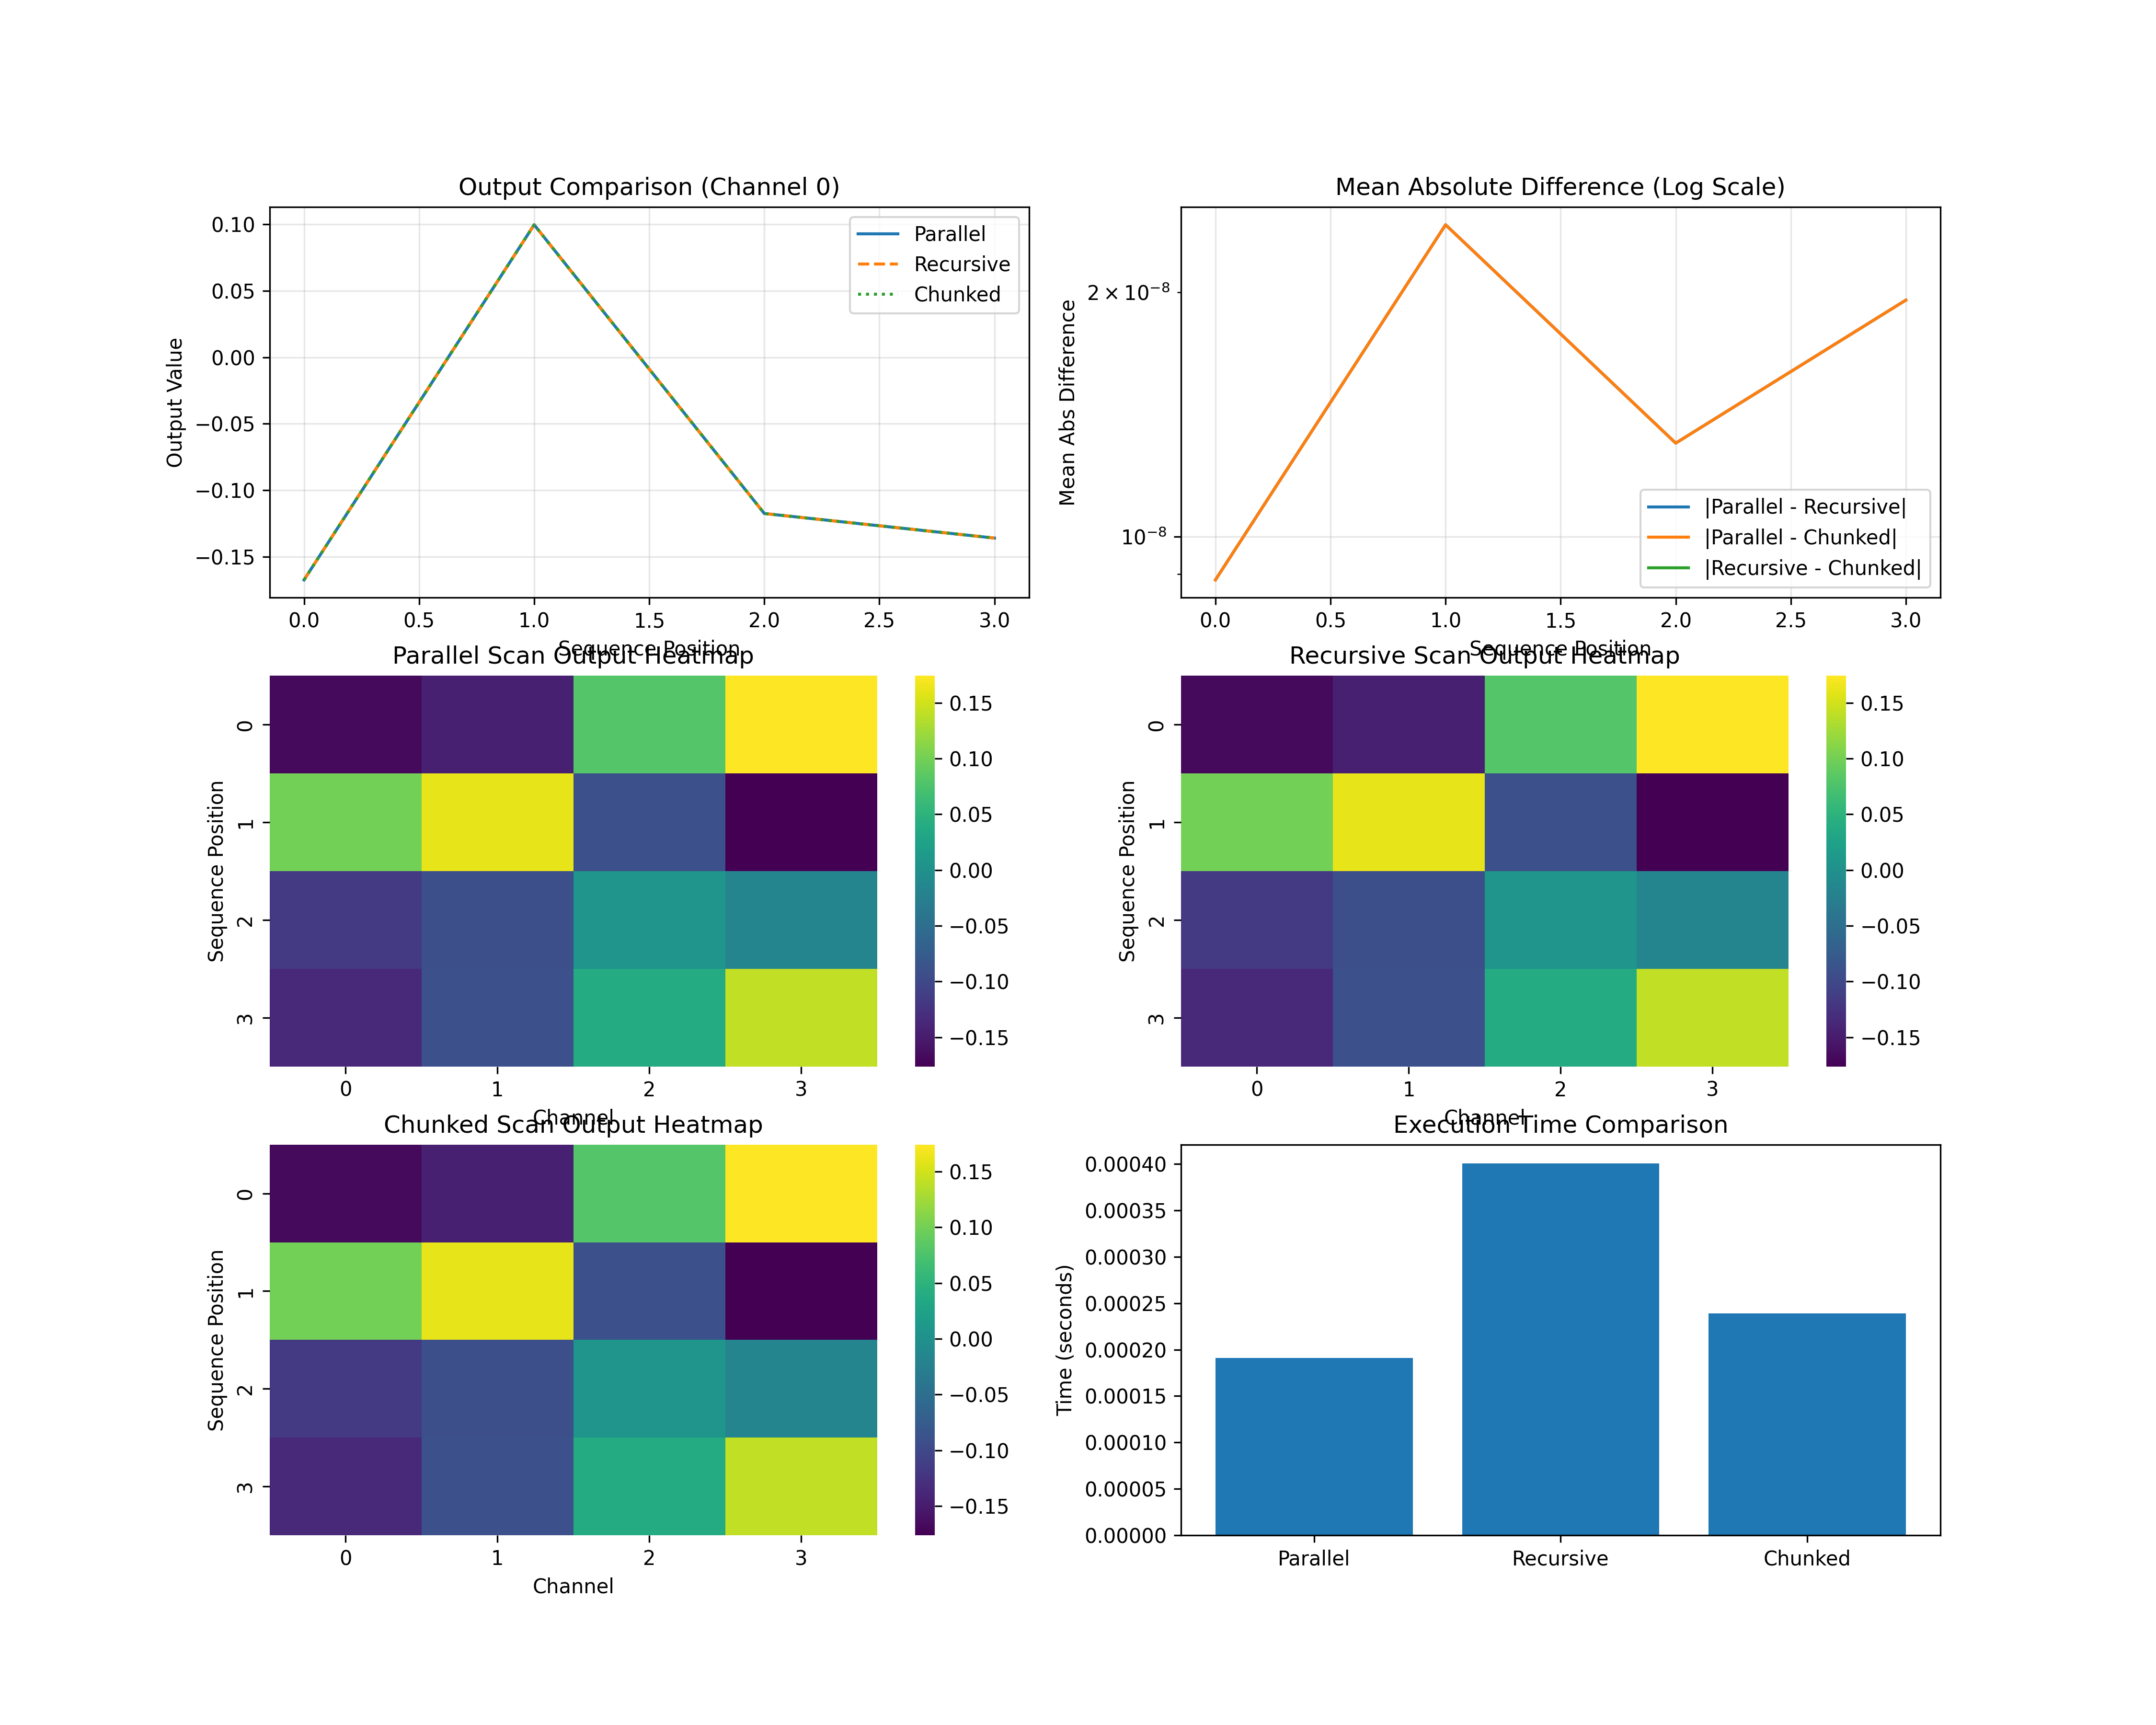 Output Comparison (Channel 0)
Output Value
0.10
0.05
0.00
−0.05
−0.10
−0.15
Parallel
Recursive
Chunked
0.0 0.5 1.0 1.5 2.0 2.5 3.0
Sequence Position
Mean Absolute Difference (Log Scale)
Mean Abs Difference
2 × 10⁻⁸
10⁻⁸
|Parallel - Recursive|
|Parallel - Chunked|
|Recursive - Chunked|
0.0 0.5 1.0 1.5 2.0 2.5 3.0
Sequence Position
Parallel Scan Output Heatmap
Sequence Position
0
1
2
3
0 1 2 3
Channel
0.15
0.10
0.05
0.00
−0.05
−0.10
−0.15
Recursive Scan Output Heatmap
Sequence Position
0
1
2
3
0 1 2 3
Channel
0.15
0.10
0.05
0.00
−0.05
−0.10
−0.15
Chunked Scan Output Heatmap
Sequence Position
0
1
2
3
0 1 2 3
Channel
0.15
0.10
0.05
0.00
−0.05
−0.10
−0.15
Execution Time Comparison
Time (seconds)
0.00040
0.00035
0.00030
0.00025
0.00020
0.00015
0.00010
0.00005
0.00000
Parallel Recursive Chunked